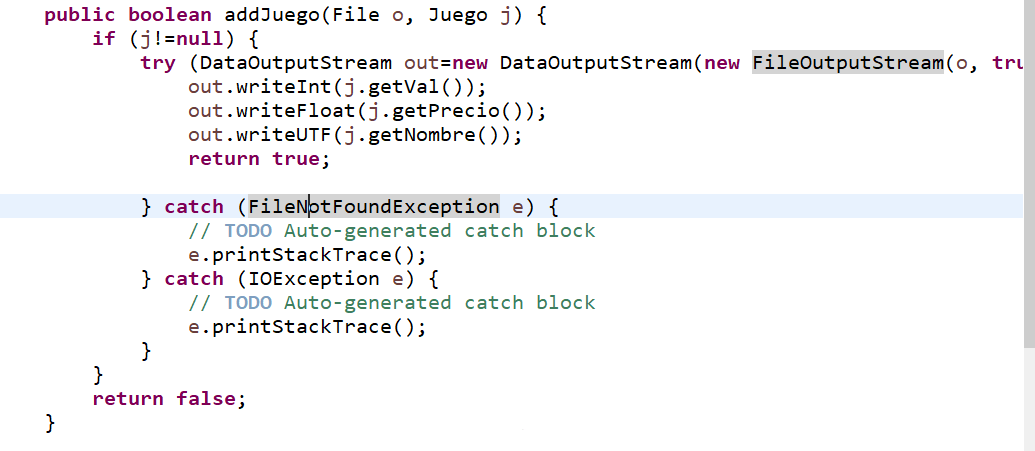 public boolean addJuego(File o, Juego j) {
if (j!=null) {
try (DataOutputStream out=new DataOutputStream(new FileOutputStream(o, tru
out.writeInt(j.getVal());
out.writeFloat(j.getPrecio());
out.writeUTF(j.getNombre());
return true;
} catch (FileNotFoundException e) {
// TODO Auto-generated catch block
e.printStackTrace();
} catch (IOException e) {
// TODO Auto-generated catch block
e.printStackTrace();
}
}
return false;
}